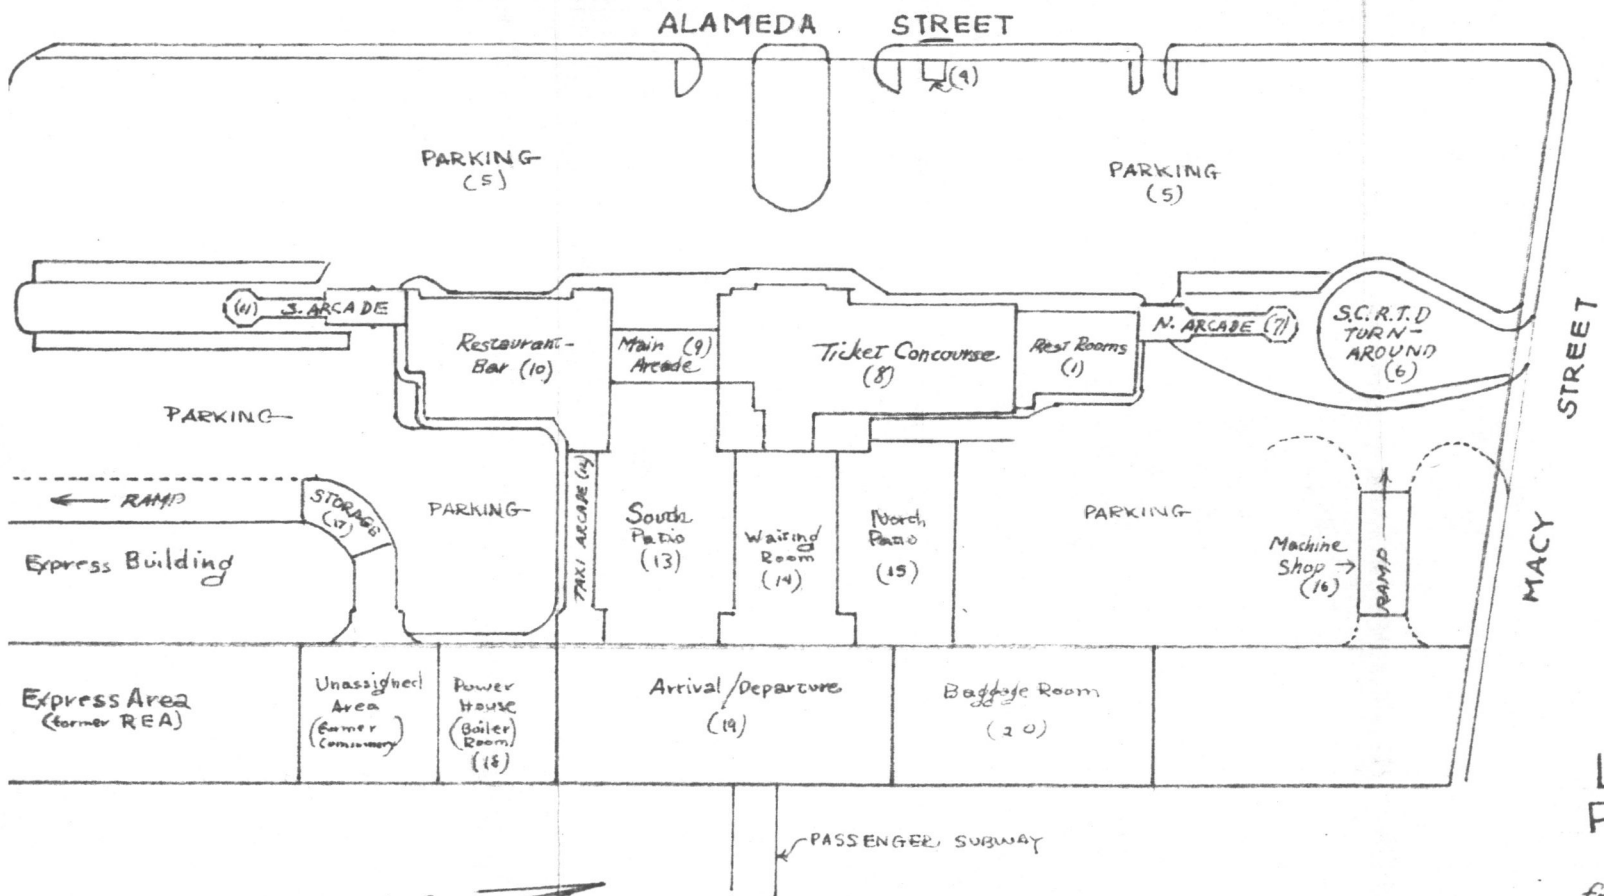 ALAMEDA STREET
(4)
PARKING
(5)
PARKING
(5)
(11) S. ARCADE
Restaurant-
Bar (10)
Main (9)
Arcade
Ticket Concourse
(8)
Rest Rooms
(1)
N. ARCADE (7)
S.C.R.T.D
TURN-
AROUND
(6)
MACY STREET
PARKING
RAMP
STORAGE
(17)
PARKING
TAXI ARCADE (12)
South
Patio
(13)
Waiting
Room
(14)
North
Patio
(15)
PARKING
Machine
Shop
(16)
RAMP
Express Building
Express Area
(former REA)
Unassigned
Area
(former
Commissary)
Power
House
(Boiler
Room)
(18)
Arrival/Departure
(19)
Baggage Room
(20)
PASSENGER SUBWAY